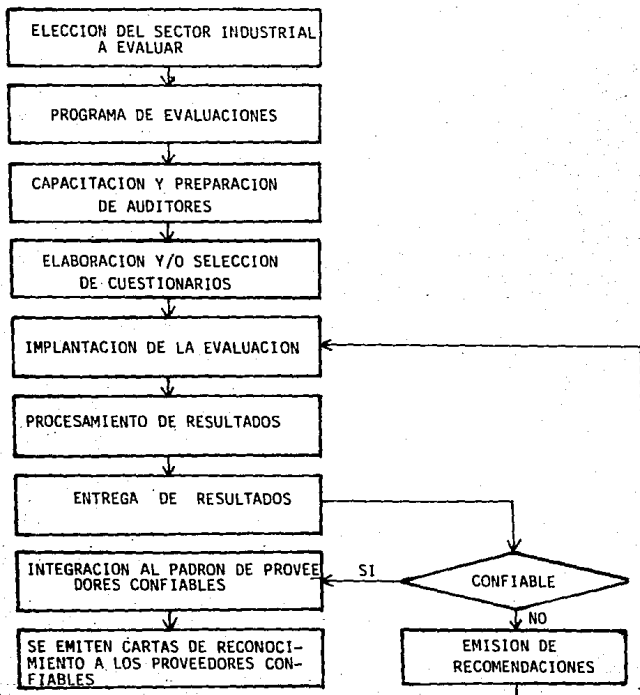 ELECCION DEL SECTOR INDUSTRIAL
A EVALUAR
PROGRAMA DE EVALUACIONES
CAPACITACION Y PREPARACION
DE AUDITORES
ELABORACION Y/O SELECCION
DE CUESTIONARIOS
IMPLANTACION DE LA EVALUACION
PROCESAMIENTO DE RESULTADOS
ENTREGA DE RESULTADOS
INTEGRACION AL PADRON DE PROVEE
DORES CONFIABLES
SI
CONFIABLE
NO
SE EMITEN CARTAS DE RECONOCI-
MIENTO A LOS PROVEEDORES CON-
FIABLES
EMISION DE
RECOMENDACIONES